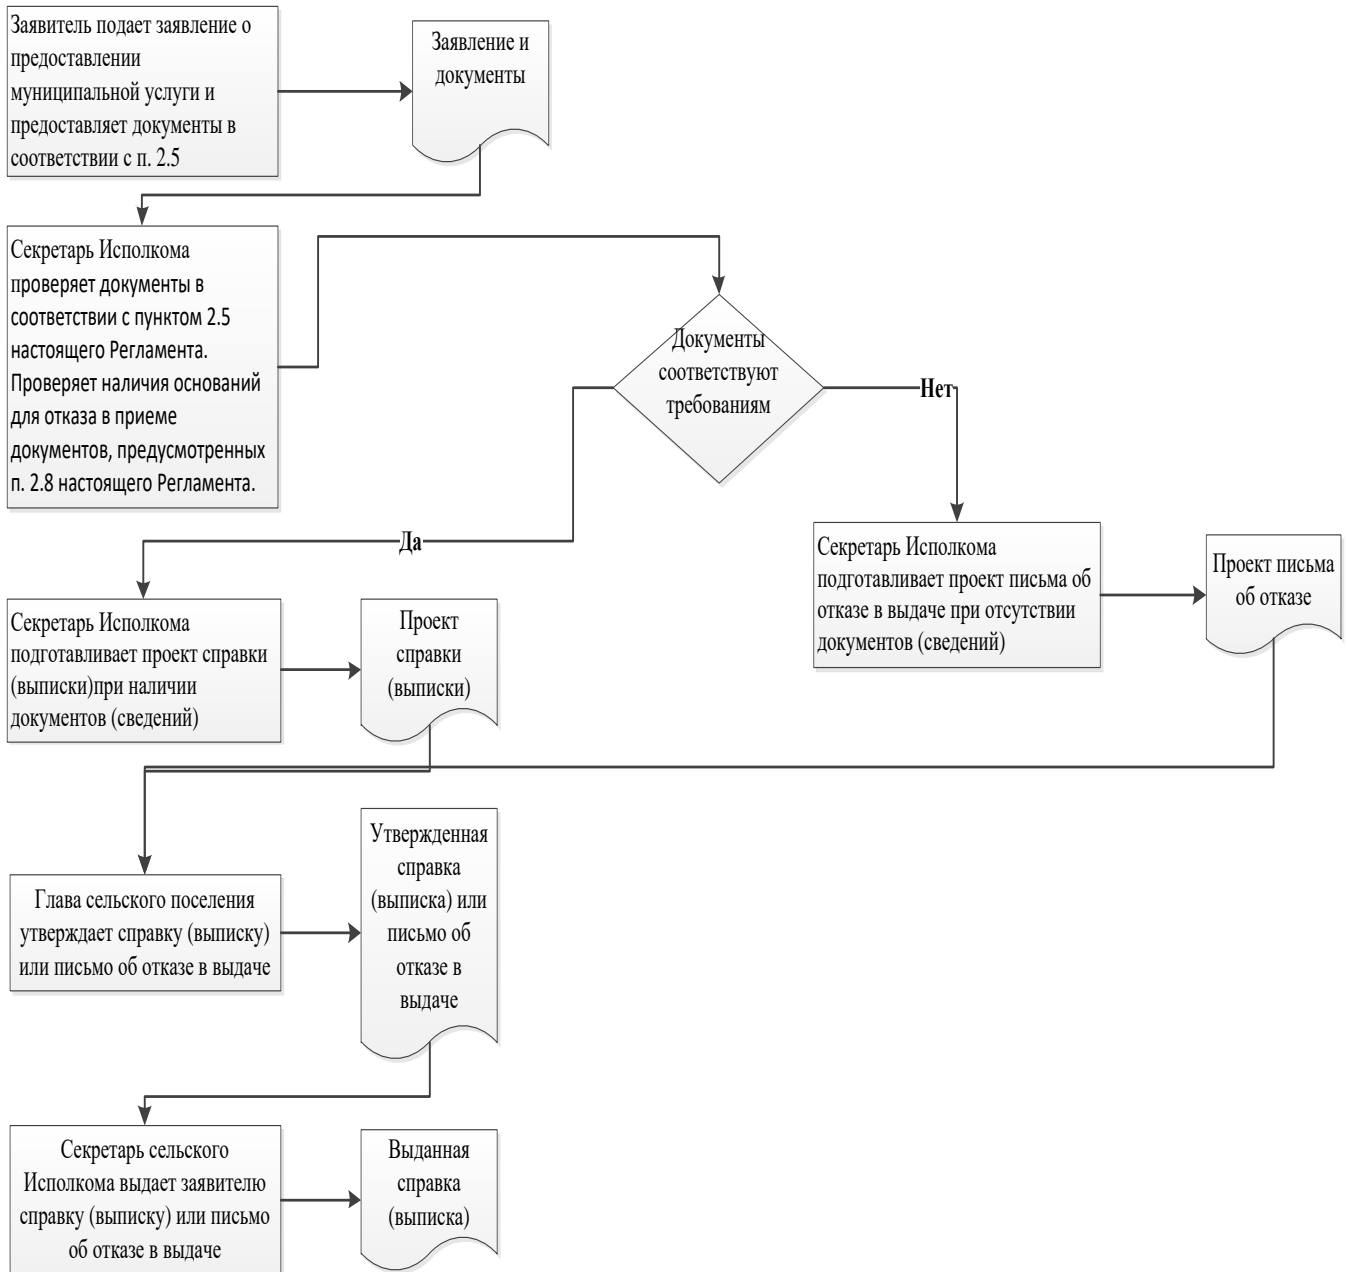 Заявитель подает заявление о
предоставлении
муниципальной услуги и
предоставляет документы в
соответствии с п. 2.5
Заявление и
документы
Секретарь Исполкома
проверяет документы в
соответствии с пунктом 2.5
настоящего Регламента.
Проверяет наличия оснований
для отказа в приеме
документов, предусмотренных
п. 2.8 настоящего Регламента.
Документы
соответствуют
требованиям
Нет
Да
Секретарь Исполкома
подготавливает проект письма об
отказе в выдаче при отсутствии
документов (сведений)
Проект письма
об отказе
Секретарь Исполкома
подготавливает проект справки
(выписки)при наличии
документов (сведений)
Проект
справки
(выписки)
Глава сельского поселения
утверждает справку (выписку)
или письмо об отказе в выдаче
Утвержденная
справка
(выписка) или
письмо об
отказе в
выдаче
Секретарь сельского
Исполкома выдает заявителю
справку (выписку) или письмо
об отказе в выдаче
Выданная
справка
(выписка)